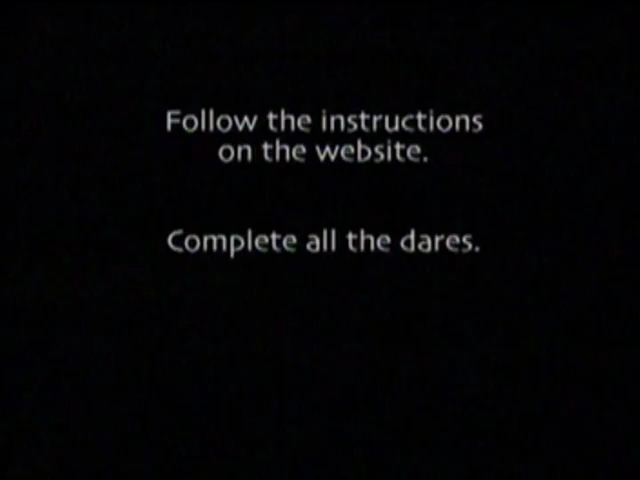 Follow the instructions
on the website.
Complete all the dares.